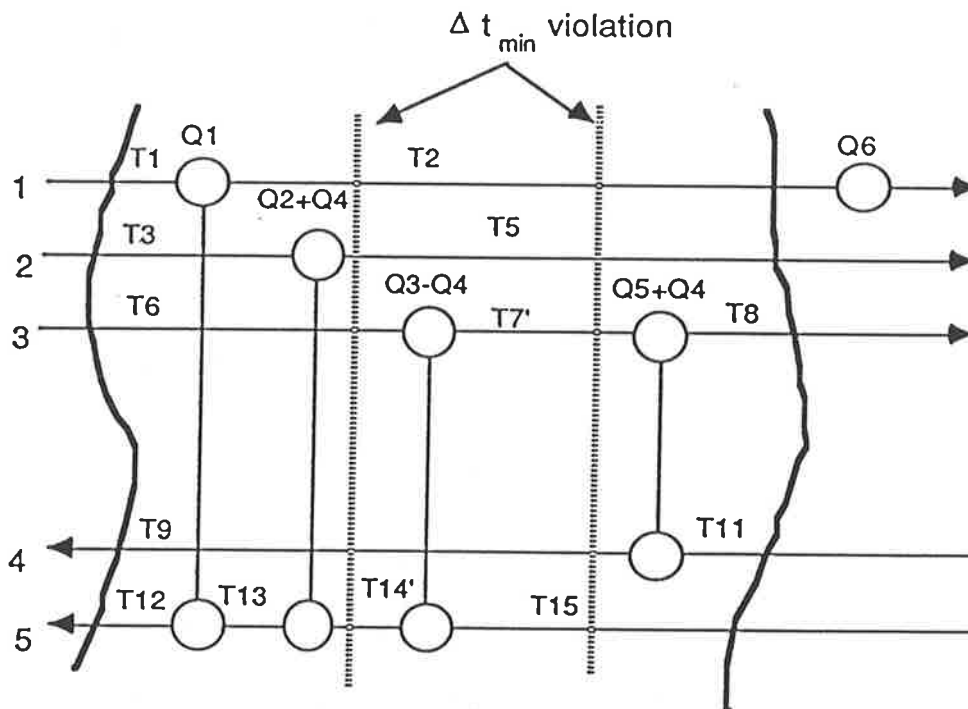 Δ t min violation
Q1
T1
T2
Q6
1
Q2+Q4
T3
T5
2
Q3-Q4
Q5+Q4
T6
T7'
T8
3
T9
T11
4
T12
T13
T14'
T15
5